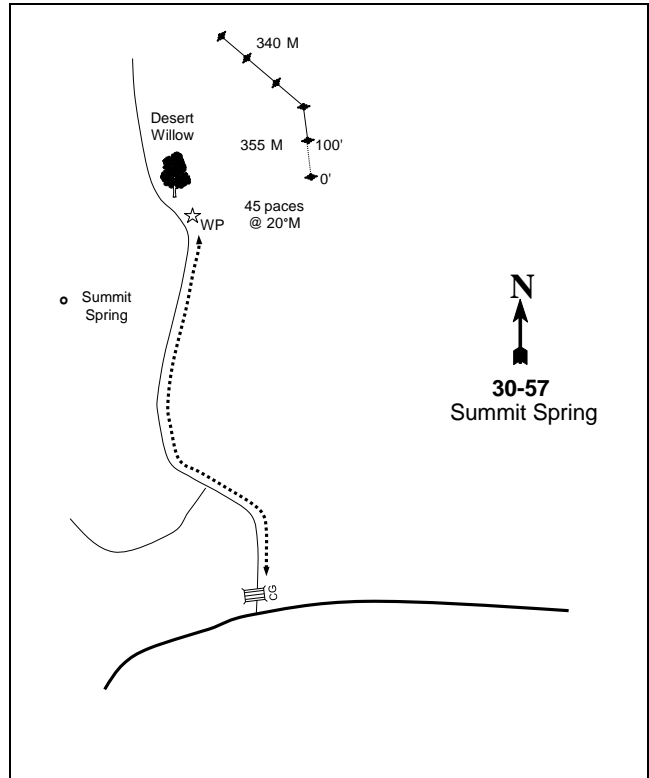 340 M
Desert
Willow
355 M
100'
0'
45 paces
@ 20°M
WP
Summit
Spring
N
30-57
Summit Spring
CG